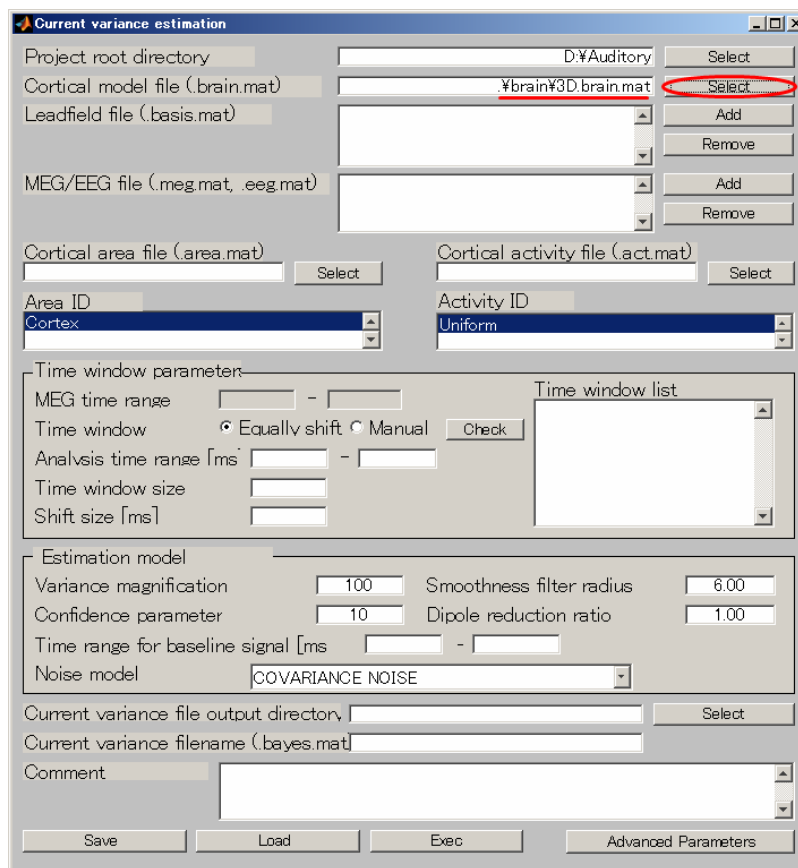 Current variance estimation
Project root directory D:¥Auditory Select
Cortical model file (.brain.mat) .¥brain¥3D.brain.mat Select
Leadfield file (.basis.mat) Add
Remove
MEG/EEG file (.meg.mat, .eeg.mat) Add
Remove
Cortical area file (.area.mat) Cortical activity file (.act.mat)
Select Select
Area ID Activity ID
Cortex Uniform
Time window parameter
MEG time range - Time window list
Time window Equally shift Manual Check
Analysis time range [ms] -
Time window size
Shift size [ms]
Estimation model
Variance magnification 100 Smoothness filter radius 6.00
Confidence parameter 10 Dipole reduction ratio 1.00
Time range for baseline signal [ms -
Noise model COVARIANCE NOISE
Current variance file output directory Select
Current variance filename (.bayes.mat)
Comment
Save Load Exec Advanced Parameters